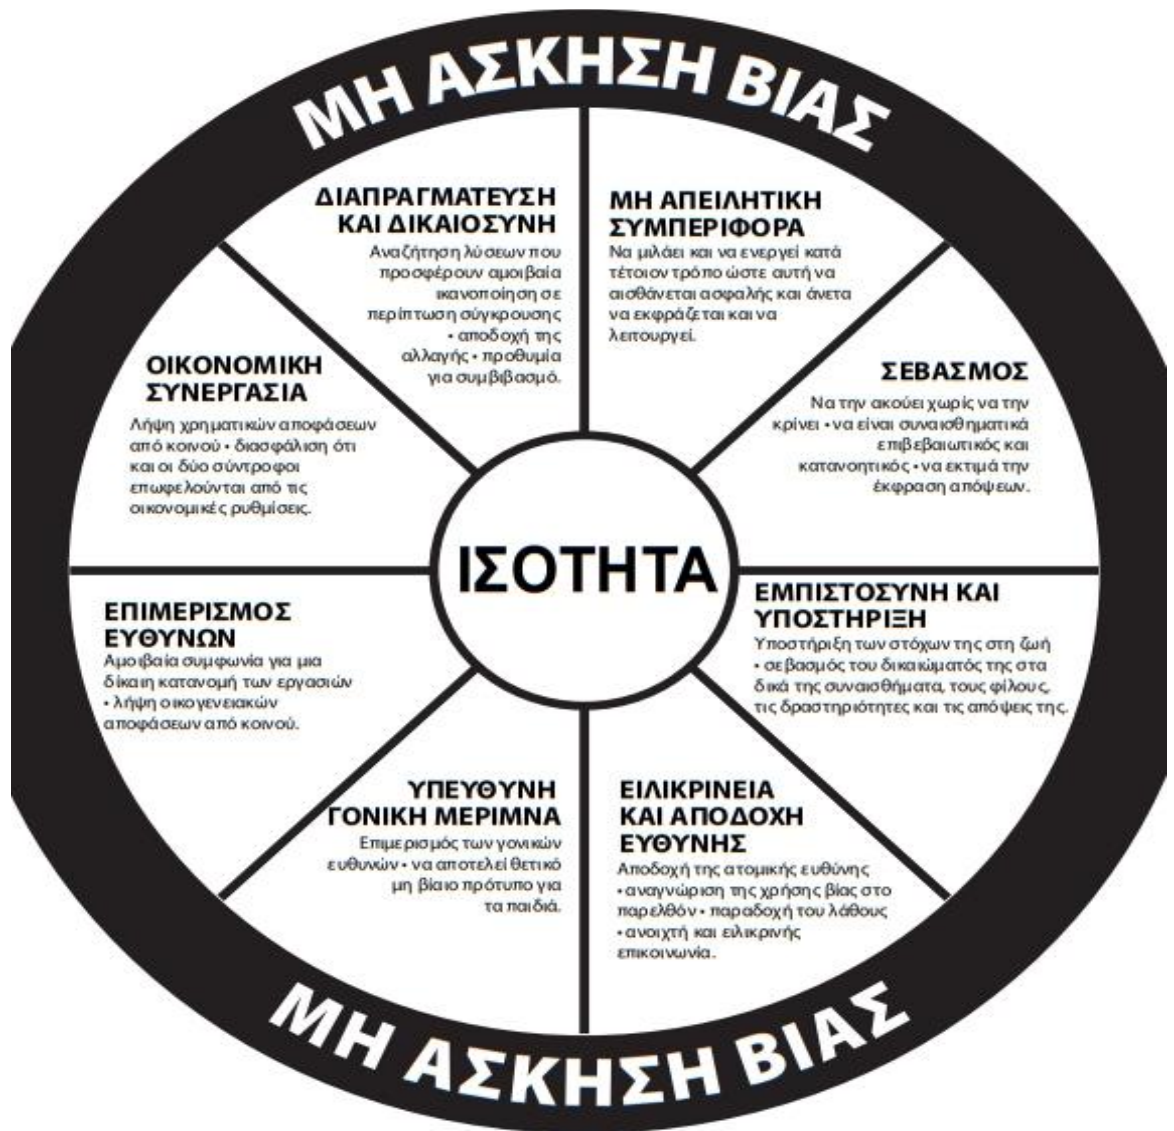 ΜΗ ΑΣΚΗΣΗ ΒΙΑΣ
ΔΙΑΠΡΑΓΜΑΤΕΥΣΗ
ΚΑΙ ΔΙΚΑΙΟΣΥΝΗ
Αναζήτηση λύσεων που
προσφέρουν αμοιβαία
ικανοποίηση σε
περίπτωση σύγκρουσης
• αποδοχή της
αλλαγής • προθυμία
για συμβιβασμό.
ΜΗ ΑΠΕΙΛΗΤΙΚΗ
ΣΥΜΠΕΡΙΦΟΡΑ
Να μιλάει και να ενεργεί κατά
τέτοιον τρόπο ώστε αυτή να
αισθάνεται ασφαλής και άνετα
να εκφράζεται και να
λειτουργεί.
ΣΕΒΑΣΜΟΣ
Να την ακούει χωρίς να την
κρίνει • να είναι συναισθηματικά
επιβεβαιωτικός και
κατανοητικός • να εκτιμά την
έκφραση απόψεων.
ΕΜΠΙΣΤΟΣΥΝΗ ΚΑΙ
ΥΠΟΣΤΗΡΙΞΗ
Υποστήριξη των στόχων της στη ζωή
• σεβασμός του δικαιώματός της στα
δικά της συναισθήματα, τους φίλους,
τις δραστηριότητες και τις απόψεις της.
ΕΙΛΙΚΡΙΝΕΙΑ
ΚΑΙ ΑΠΟΔΟΧΗ
ΕΥΘΥΝΗΣ
Αποδοχή της ατομικής ευθύνης
• αναγνώριση της χρήσης βίας στο
παρελθόν • παραδοχή του λάθους
• ανοιχτή και ειλικρινής
επικοινωνία.
ΥΠΕΥΘΥΝΗ
ΓΟΝΙΚΗ ΜΕΡΙΜΝΑ
Επιμερισμός των γονικών
ευθυνών • να αποτελεί θετικό
μη βίαιο πρότυπο για
τα παιδιά.
ΕΠΙΜΕΡΙΣΜΟΣ
ΕΥΘΥΝΩΝ
Αμοιβαία συμφωνία για μια
δίκαιη κατανομή των εργασιών
• λήψη οικογενειακών
αποφάσεων από κοινού.
ΟΙΚΟΝΟΜΙΚΗ
ΣΥΝΕΡΓΑΣΙΑ
Λήψη χρηματικών αποφάσεων
από κοινού • διασφάλιση ότι
και οι δύο σύντροφοι
επωφελούνται από τις
οικονομικές ρυθμίσεις.
ΙΣΟΤΗΤΑ
ΜΗ ΑΣΚΗΣΗ ΒΙΑΣ